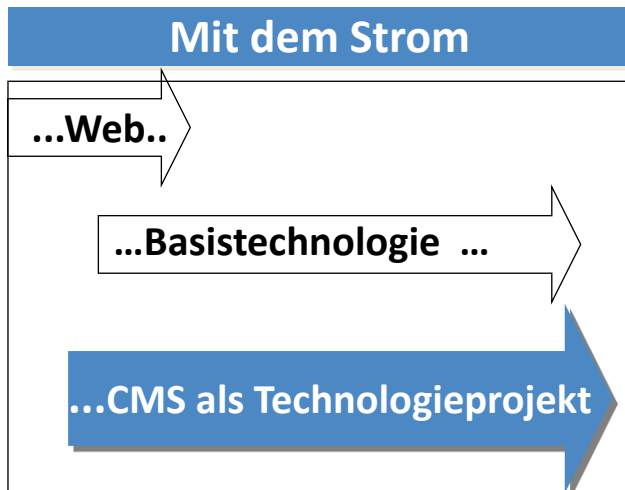 Mit dem Strom
...Web..
...Basistechnologie ...
...CMS als Technologieprojekt